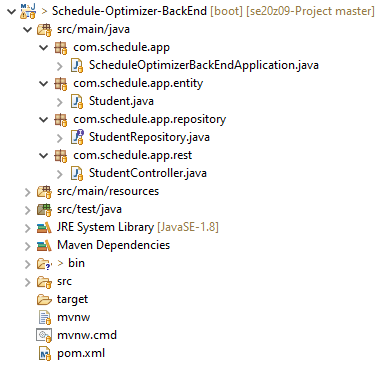 > Schedule-Optimizer-BackEnd [boot] [se20z09-Project master]
src/main/java
com.schedule.app
ScheduleOptimizerBackEndApplication.java
com.schedule.app.entity
Student.java
com.schedule.app.repository
StudentRepository.java
com.schedule.app.rest
StudentController.java
src/main/resources
src/test/java
JRE System Library [JavaSE-1.8]
Maven Dependencies
> bin
src
target
mvnw
mvnw.cmd
pom.xml